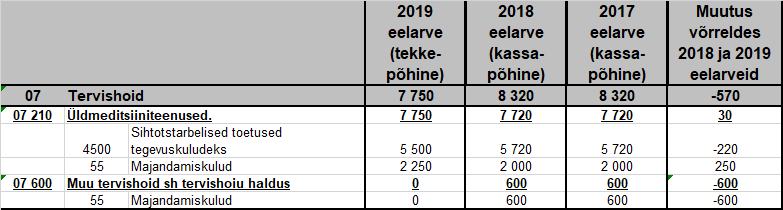 2019 eelarve (tekke-põhine) 2018 eelarve (kassa-põhine) 2017 eelarve (kassa-põhine) Muutus võrreldes 2018 ja 2019 eelarveid
07 Tervishoid 7 750 8 320 8 320 -570
07 210 Üldmeditsiiniteenused. 7 750 7 720 7 720 30
4500 Sihtotstarbelised toetused tegevuskuludeks 5 500 5 720 5 720 -220
55 Majandamiskulud 2 250 2 000 2 000 250
07 600 Muu tervishoid sh tervishoiu haldus 0 600 600 -600
55 Majandamiskulud 0 600 600 -600